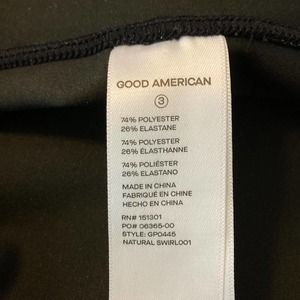 GOOD AMERICAN
3
74% POLYESTER
26% ELASTANE
74% POLYESTER
26% ÉLASTHANNE
74% POLIÉSTER
26% ELASTANO
MADE IN CHINA
FABRIQUÉ EN CHINE
HECHO EN CHINA
RN# 151301
PO# 06365-00
STYLE: GP0445
NATURAL SWIRL001